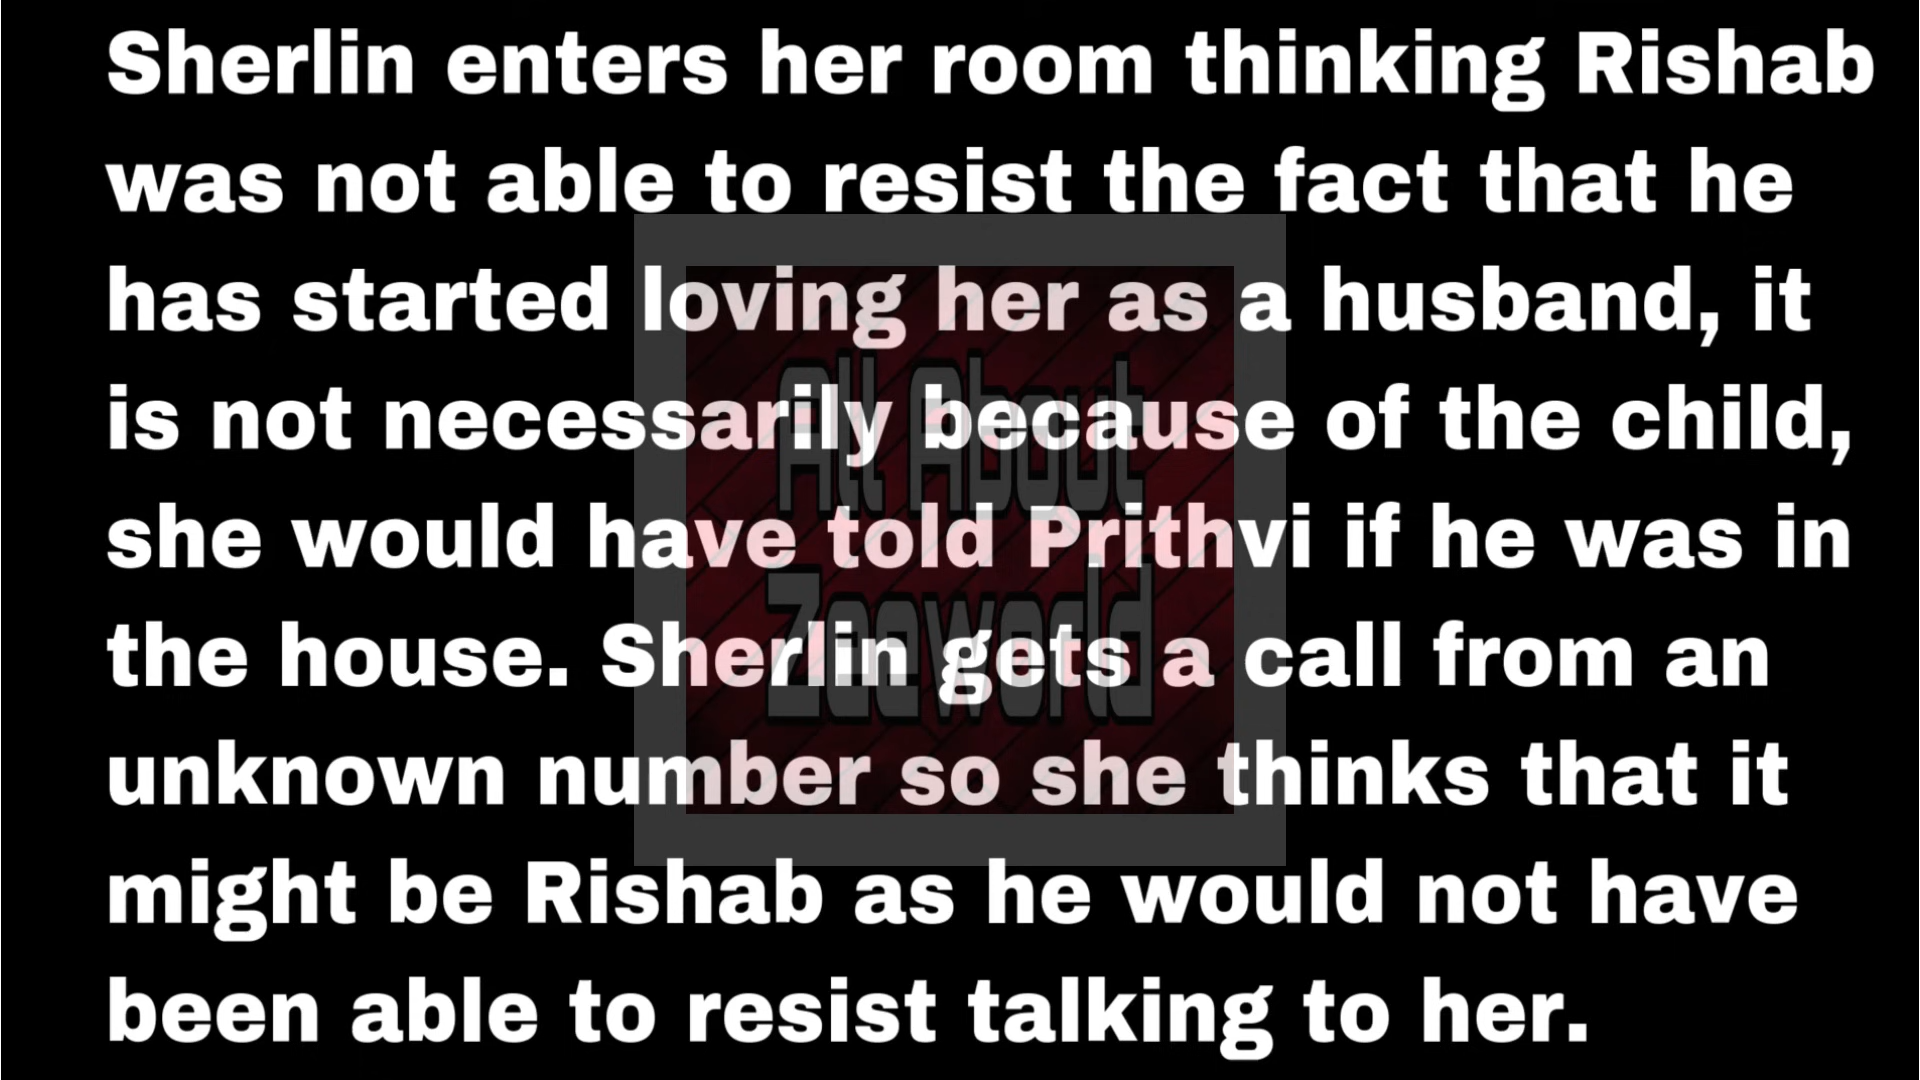 Sherlin enters her room thinking Rishab
was not able to resist the fact that he
has started loving her as a husband, it
is not necessarily because of the child,
she would have told Prithvi if he was in
the house. Sherlin gets a call from an
unknown number so she thinks that it
might be Rishab as he would not have
been able to resist talking to her.
All About
Zeeworld